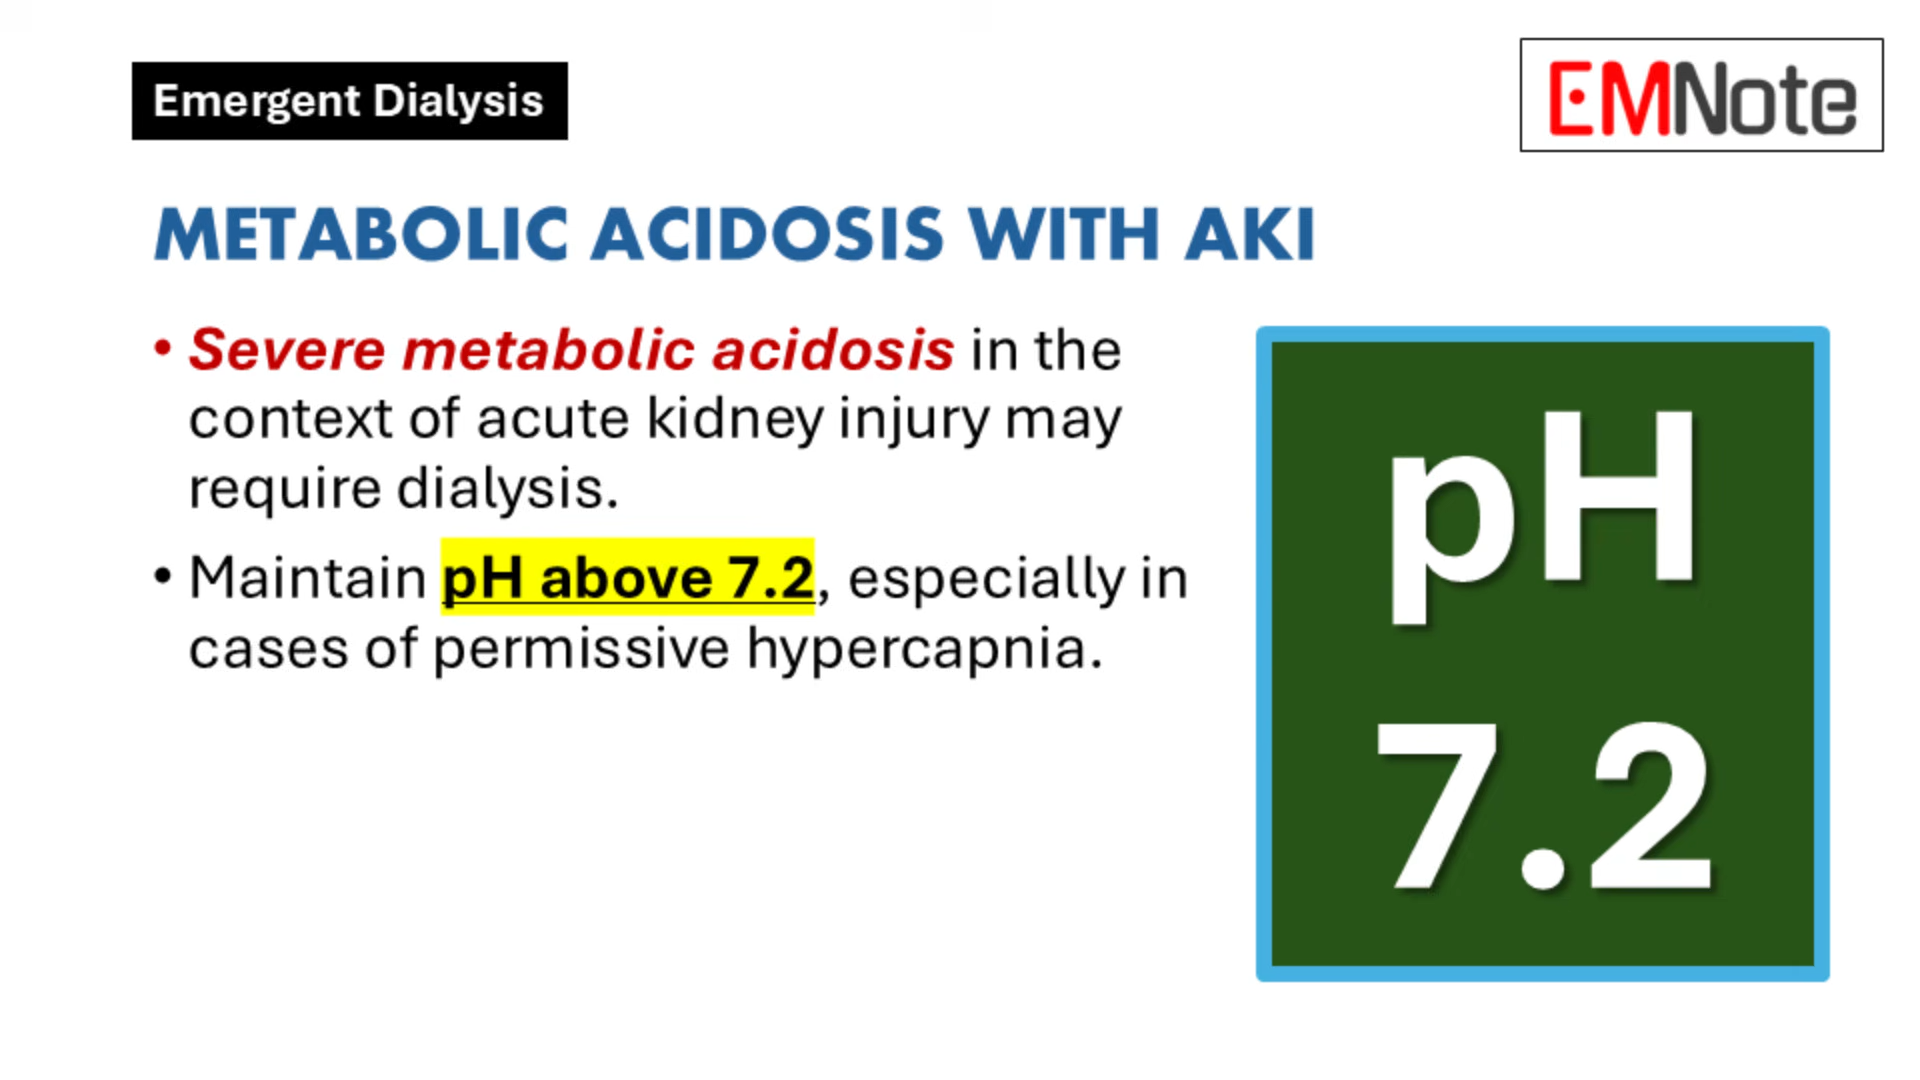 Emergent Dialysis
EMNote
METABOLIC ACIDOSIS WITH AKI
• Severe metabolic acidosis in the
context of acute kidney injury may
require dialysis.
• Maintain pH above 7.2, especially in
cases of permissive hypercapnia.
pH
7.2